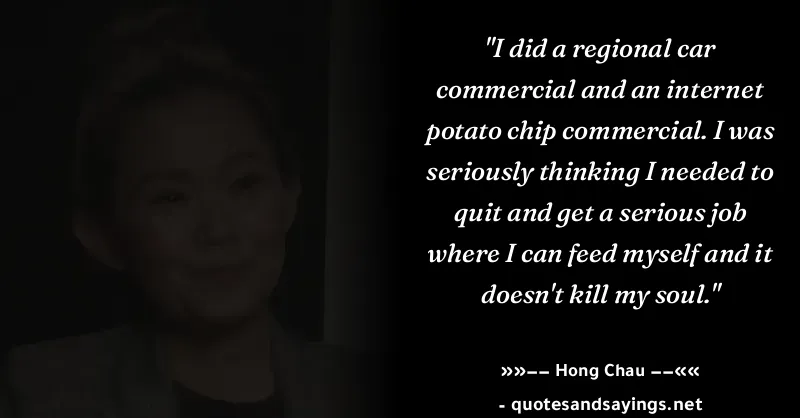 "I did a regional car
commercial and an internet
potato chip commercial. I was
seriously thinking I needed to
quit and get a serious job
where I can feed myself and it
doesn't kill my soul."
»»−− Hong Chau −−««
- quotesandsayings.net